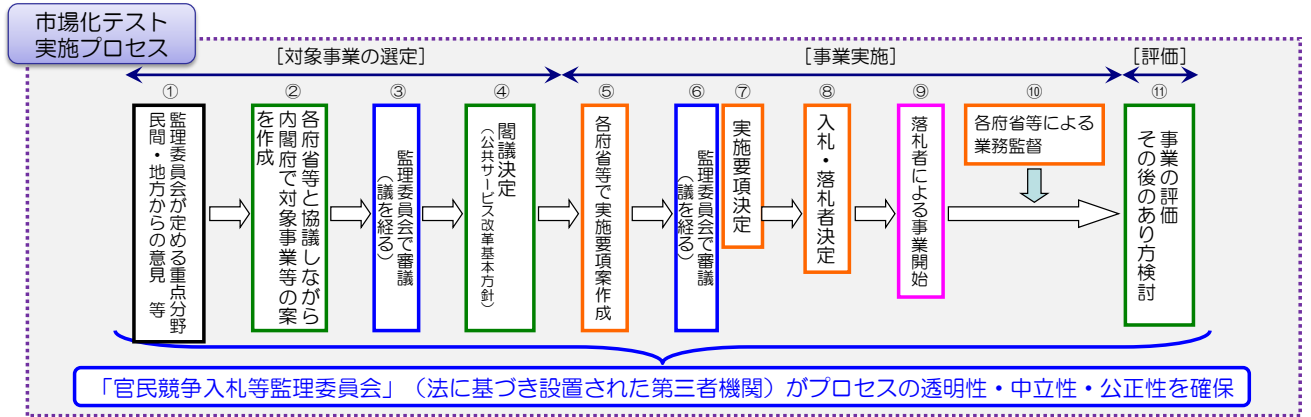 市場化テスト
実施プロセス
[対象事業の選定]
[事業実施]
[評価]
①
監理委員会が定める重点分野
民間・地方からの意見 等
②
各府省等と協議しながら
内閣府で対象事業等の案
を作成
③
監理委員会で審議
(議を経る)
④
閣議決定
(公共サービス改革基本方針)
⑤
各府省等で実施要項案作成
⑥
監理委員会で審議
(議を経る)
⑦
実施要項決定
⑧
入札・落札者決定
⑨
落札者による事業開始
⑩
各府省等による
業務監督
⑪
事業の評価
その後のあり方検討
「官民競争入札等監理委員会」(法に基づき設置された第三者機関)がプロセスの透明性・中立性・公正性を確保